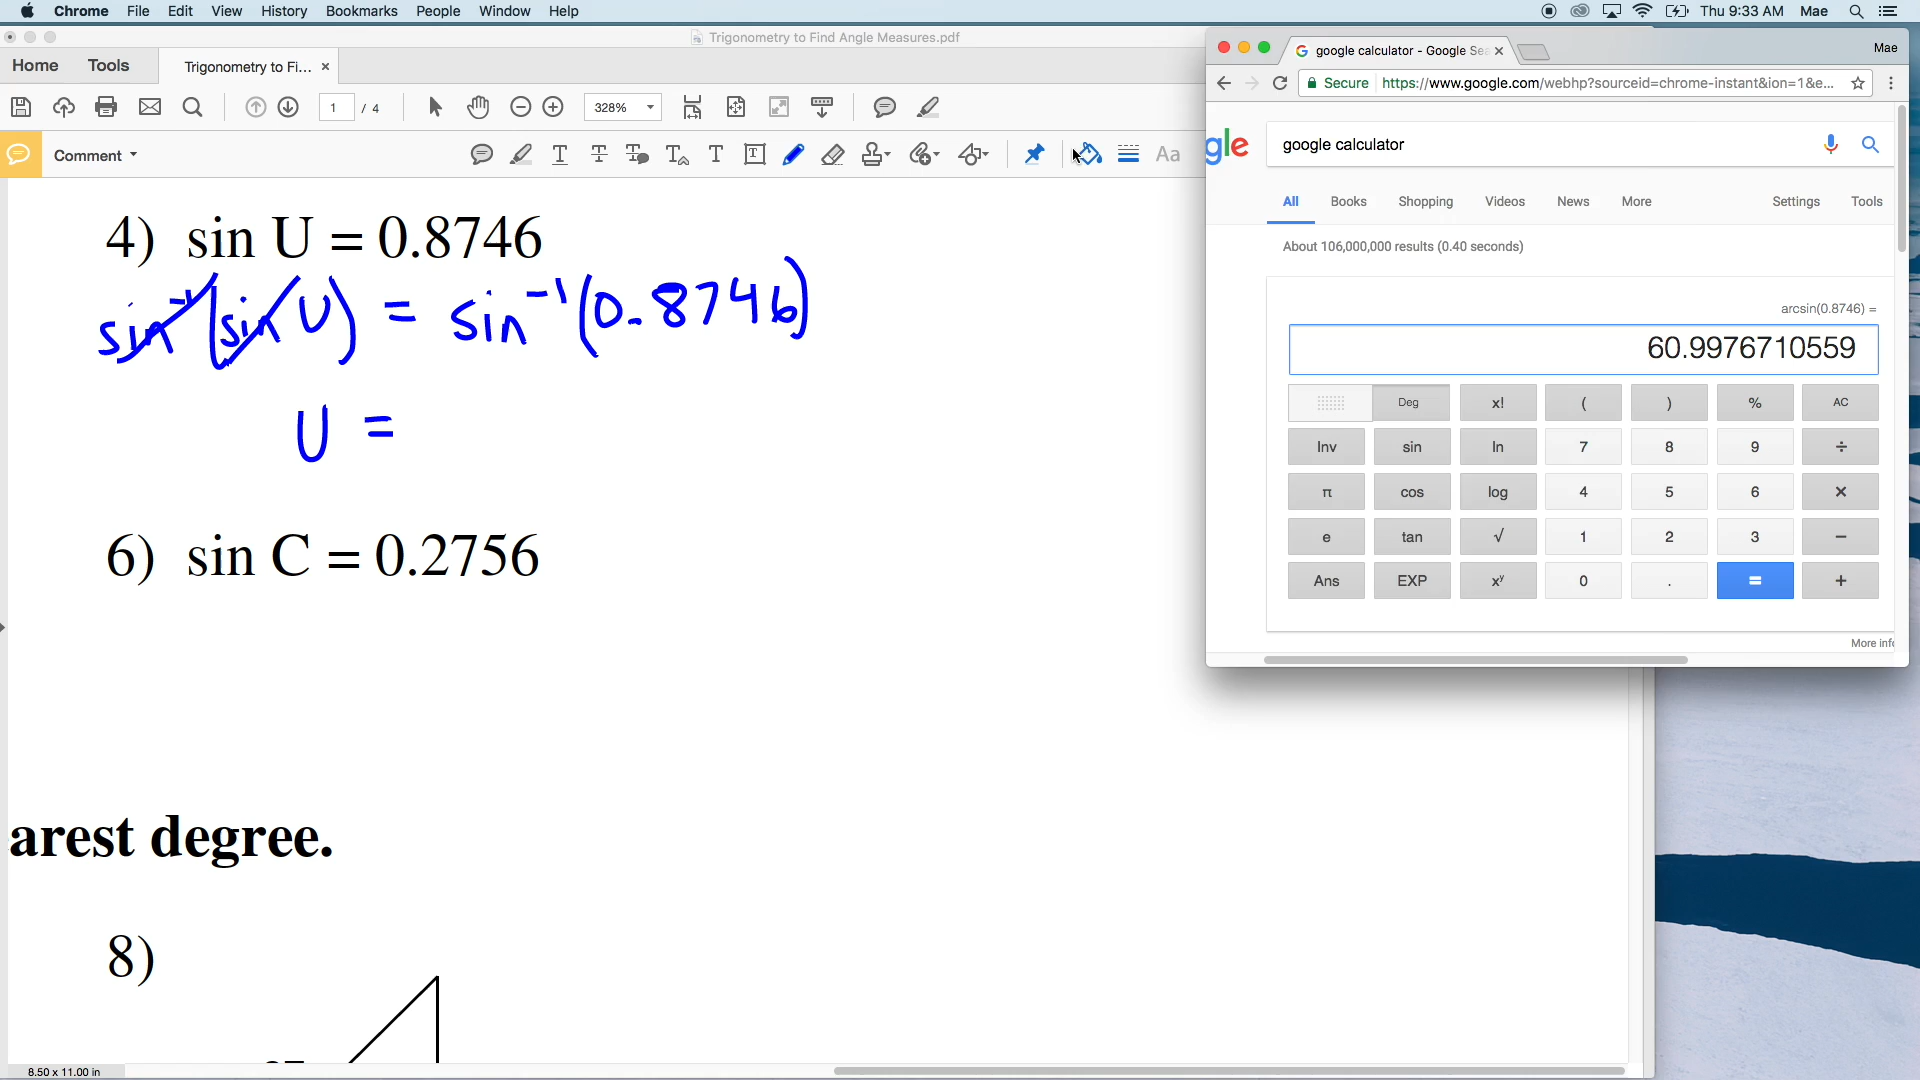 Chrome File Edit View History Bookmarks People Window Help Thu 9:33 AM Mae
Trigonometry to Find Angle Measures.pdf
Home Tools Trigonometry to Fi... ×
1 / 4 328%
Comment T T T T T Aa
4) sin U = 0.8746
sin⁻¹(sin U) = sin⁻¹(0.8746)
U =
6) sin C = 0.2756
arest degree.
8)
8.50 x 11.00 in
google calculator - Google Se × Mae
Secure https://www.google.com/webhp?sourceid=chrome-instant&ion=1&e...
gle google calculator
All Books Shopping Videos News More Settings Tools
About 106,000,000 results (0.40 seconds)
arcsin(0.8746) =
60.9976710559
Deg x! ( ) % AC
Inv sin ln 7 8 9 ÷
π cos log 4 5 6 ×
e tan √ 1 2 3 −
Ans EXP xʸ 0 . = +
More info